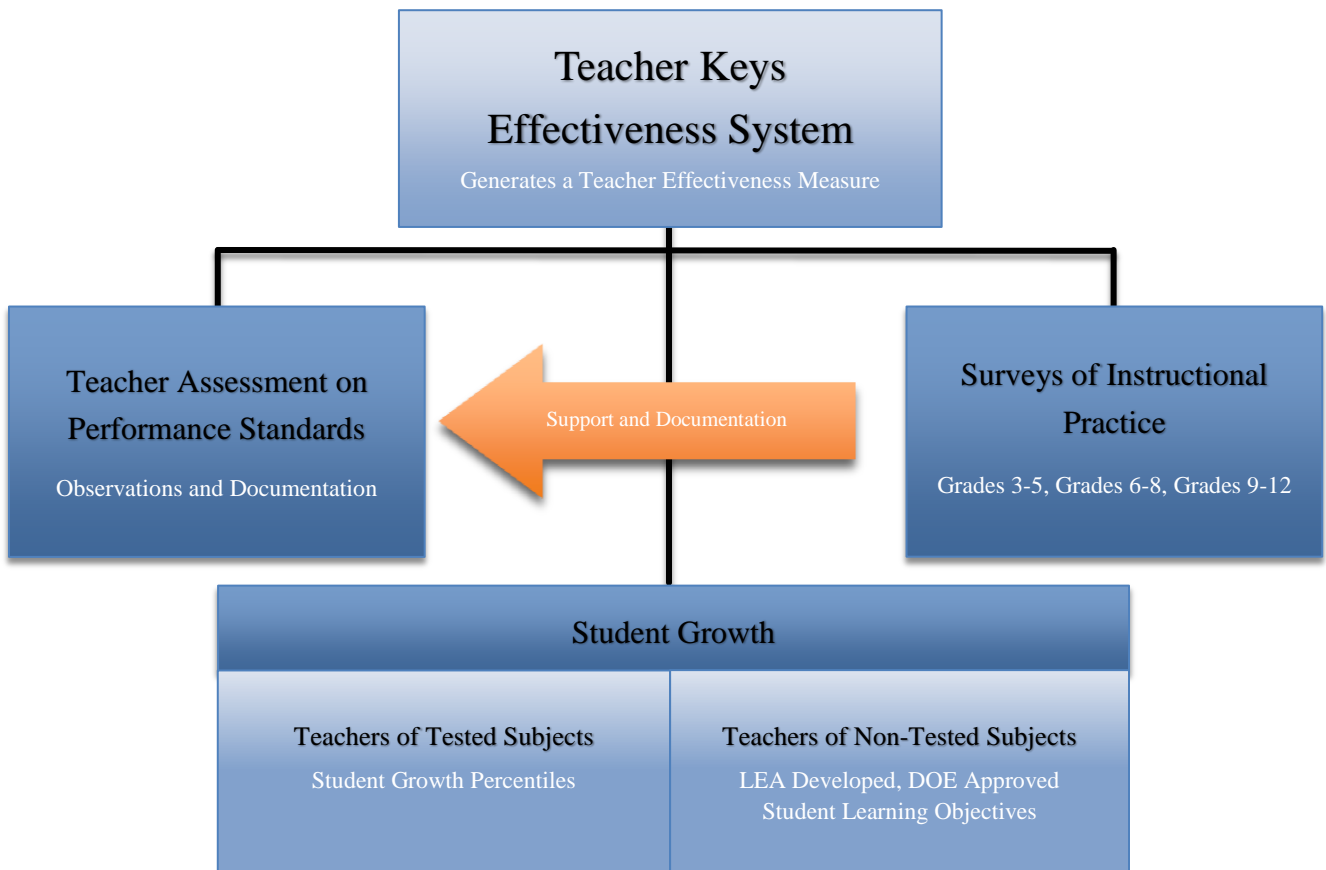 Teacher Keys
Effectiveness System
Generates a Teacher Effectiveness Measure
Teacher Assessment on
Performance Standards
Observations and Documentation
Support and Documentation
Surveys of Instructional
Practice
Grades 3-5, Grades 6-8, Grades 9-12
Student Growth
Teachers of Tested Subjects
Student Growth Percentiles
Teachers of Non-Tested Subjects
LEA Developed, DOE Approved
Student Learning Objectives